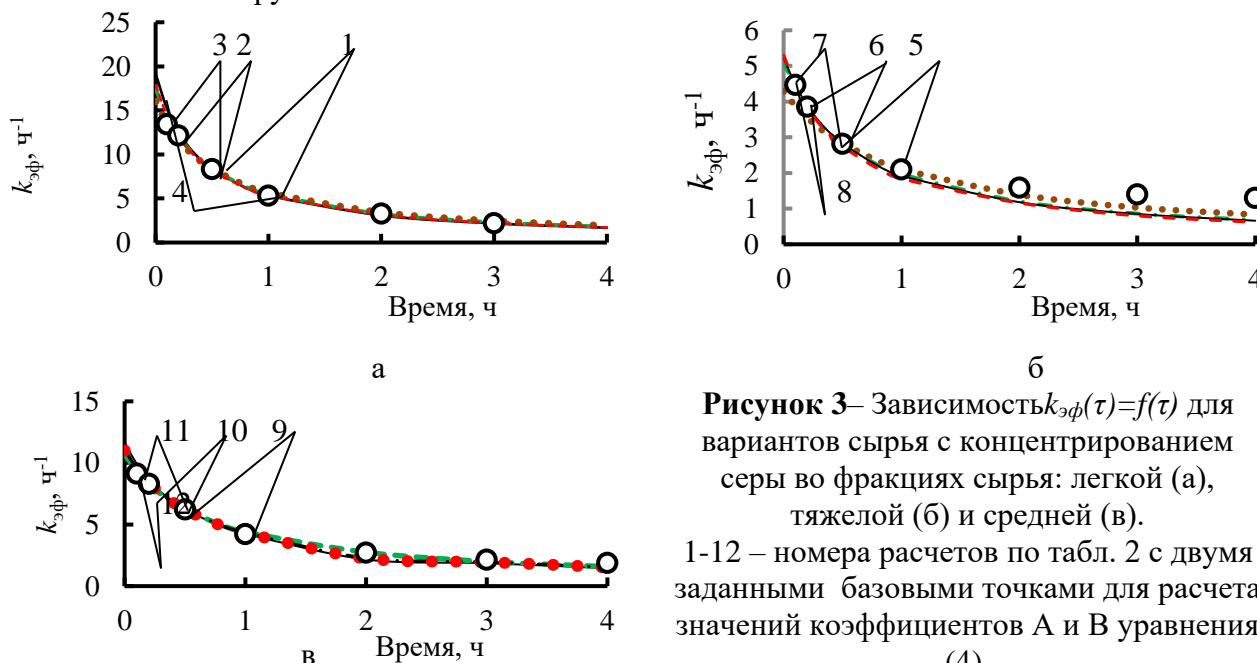 25
20
15
10
5
0
3 2 1
4
kэф, ч-1
0 1 2 3 4
Время, ч
а
6
5
4
3
2
1
0
7 6 5
8
kэф, ч-1
0 1 2 3 4
Время, ч
б
15
10
5
0
11 10 9
12
kэф, ч-1
0 1 2 3 4
Время, ч
в
Рисунок 3– Зависимостьkэф(τ)=f(τ) для
вариантов сырья с концентрированием
серы во фракциях сырья: легкой (а),
тяжелой (б) и средней (в).
1-12 – номера расчетов по табл. 2 с двумя
заданными базовыми точками для расчета
значений коэффициентов А и В уравнения
(4)